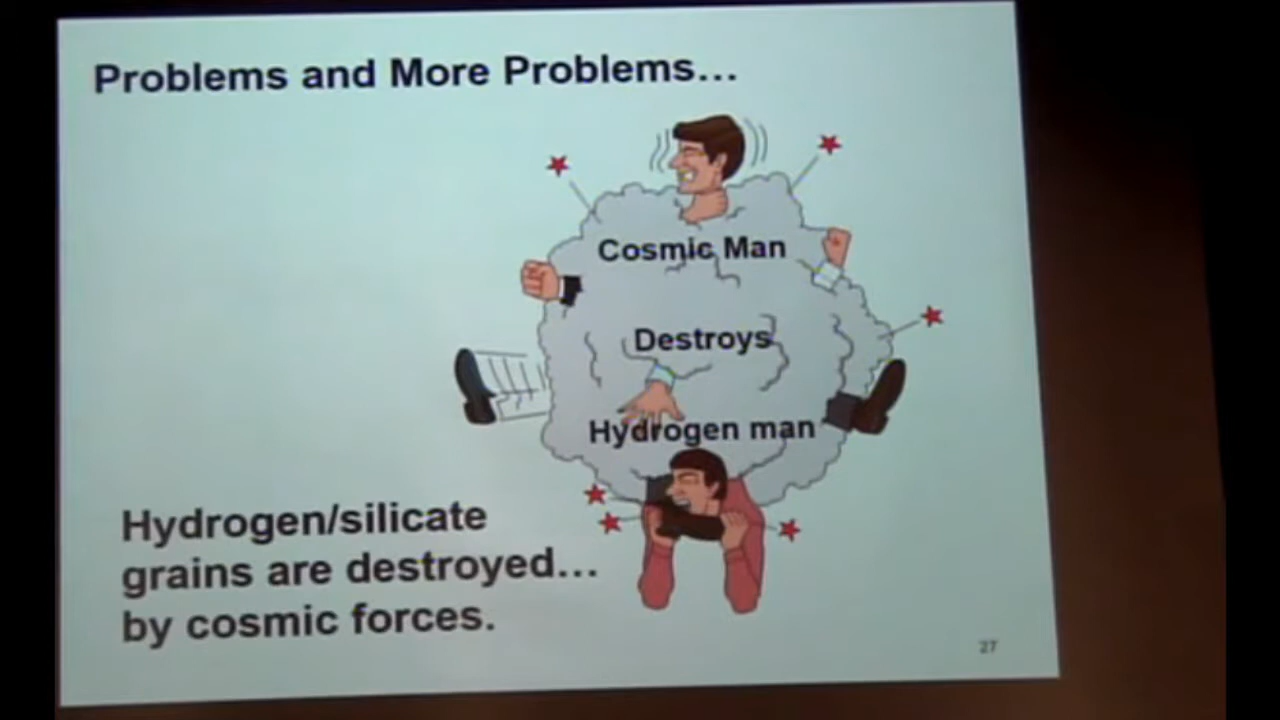 Problems and More Problems…
Cosmic Man
Destroys
Hydrogen man
Hydrogen/silicate
grains are destroyed…
by cosmic forces.
27